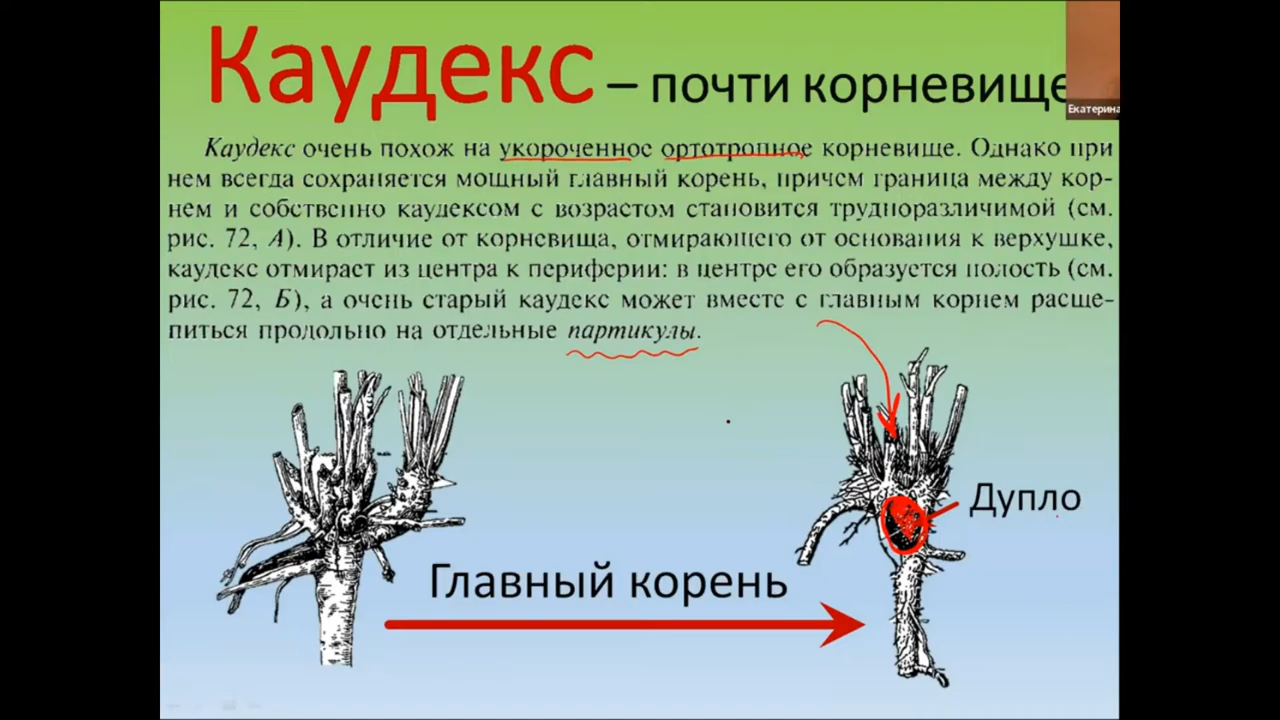 Каудекс – почти корневище
Екатерина
Каудекс очень похож на укороченное ортотропное корневище. Однако при
нем всегда сохраняется мощный главный корень, причем граница между кор-
нем и собственно каудексом с возрастом становится трудноразличимой (см.
рис. 72, А). В отличие от корневища, отмирающего от основания к верхушке,
каудекс отмирает из центра к периферии: в центре его образуется полость (см.
рис. 72, Б), а очень старый каудекс может вместе с главным корнем расще-
питься продольно на отдельные партикулы.
Дупло
Главный корень